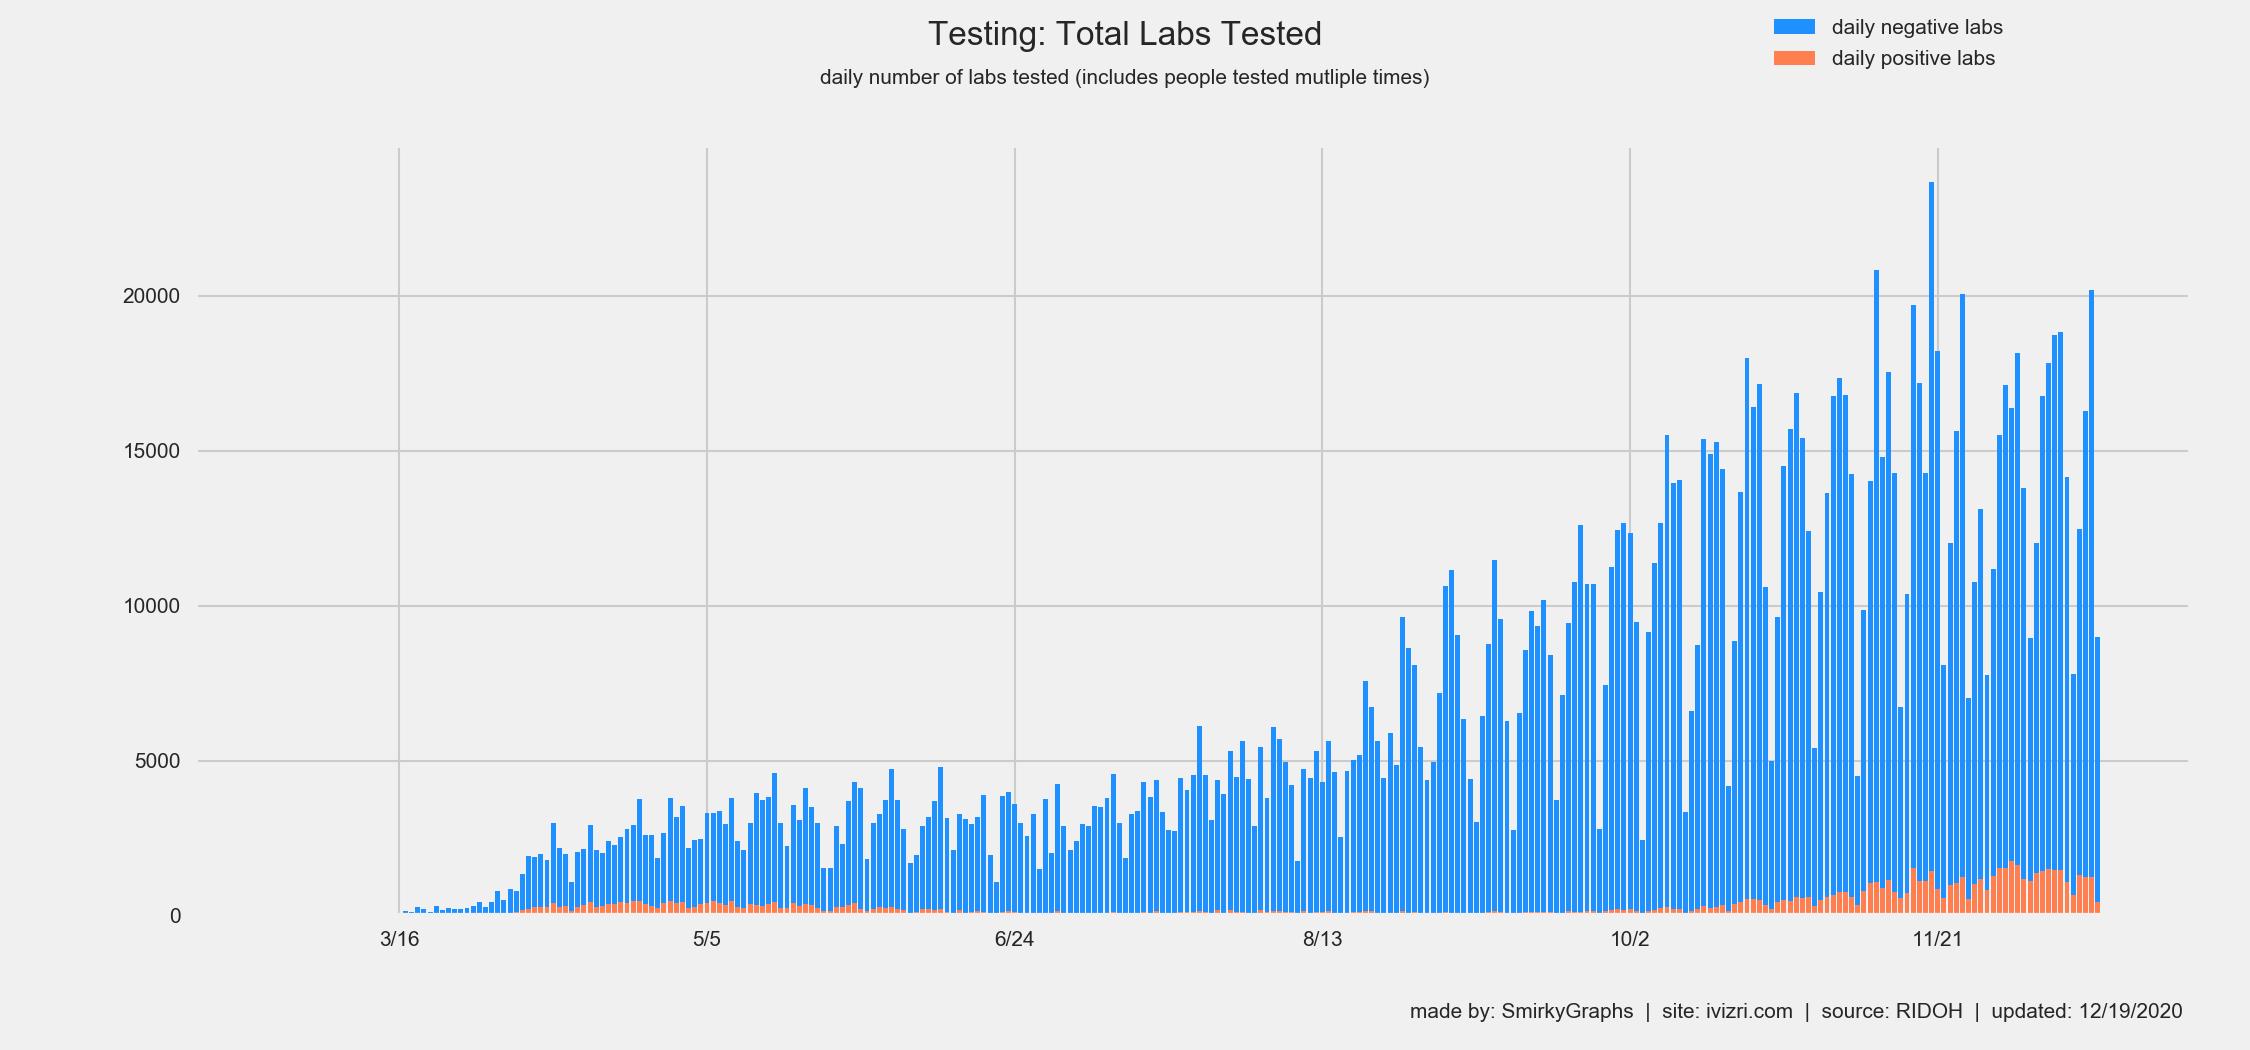 Testing: Total Labs Tested
daily number of labs tested (includes people tested mutliple times)
daily negative labs
daily positive labs
20000
15000
10000
5000
0
3/16 5/5 6/24 8/13 10/2 11/21
made by: SmirkyGraphs | site: ivizri.com | source: RIDOH | updated: 12/19/2020